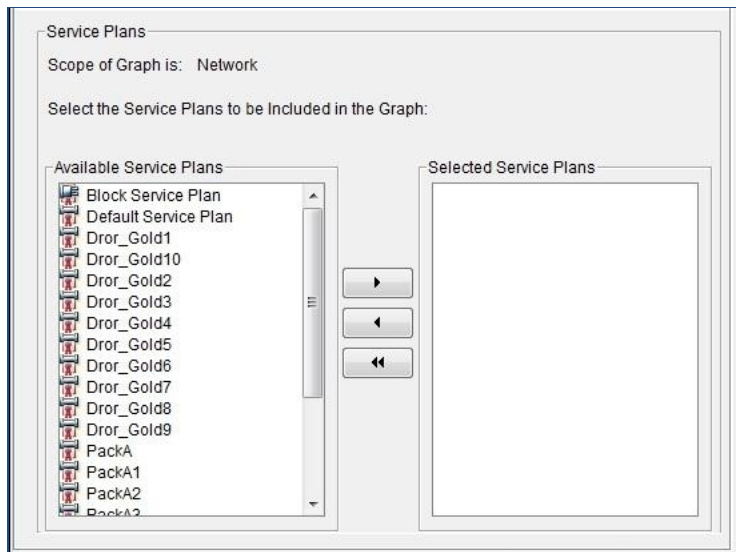 Service Plans
Scope of Graph is: Network
Select the Service Plans to be Included in the Graph:
Available Service Plans
Block Service Plan
Default Service Plan
Dror_Gold1
Dror_Gold10
Dror_Gold2
Dror_Gold3
Dror_Gold4
Dror_Gold5
Dror_Gold6
Dror_Gold7
Dror_Gold8
Dror_Gold9
PackA
PackA1
PackA2
PackA3
Selected Service Plans